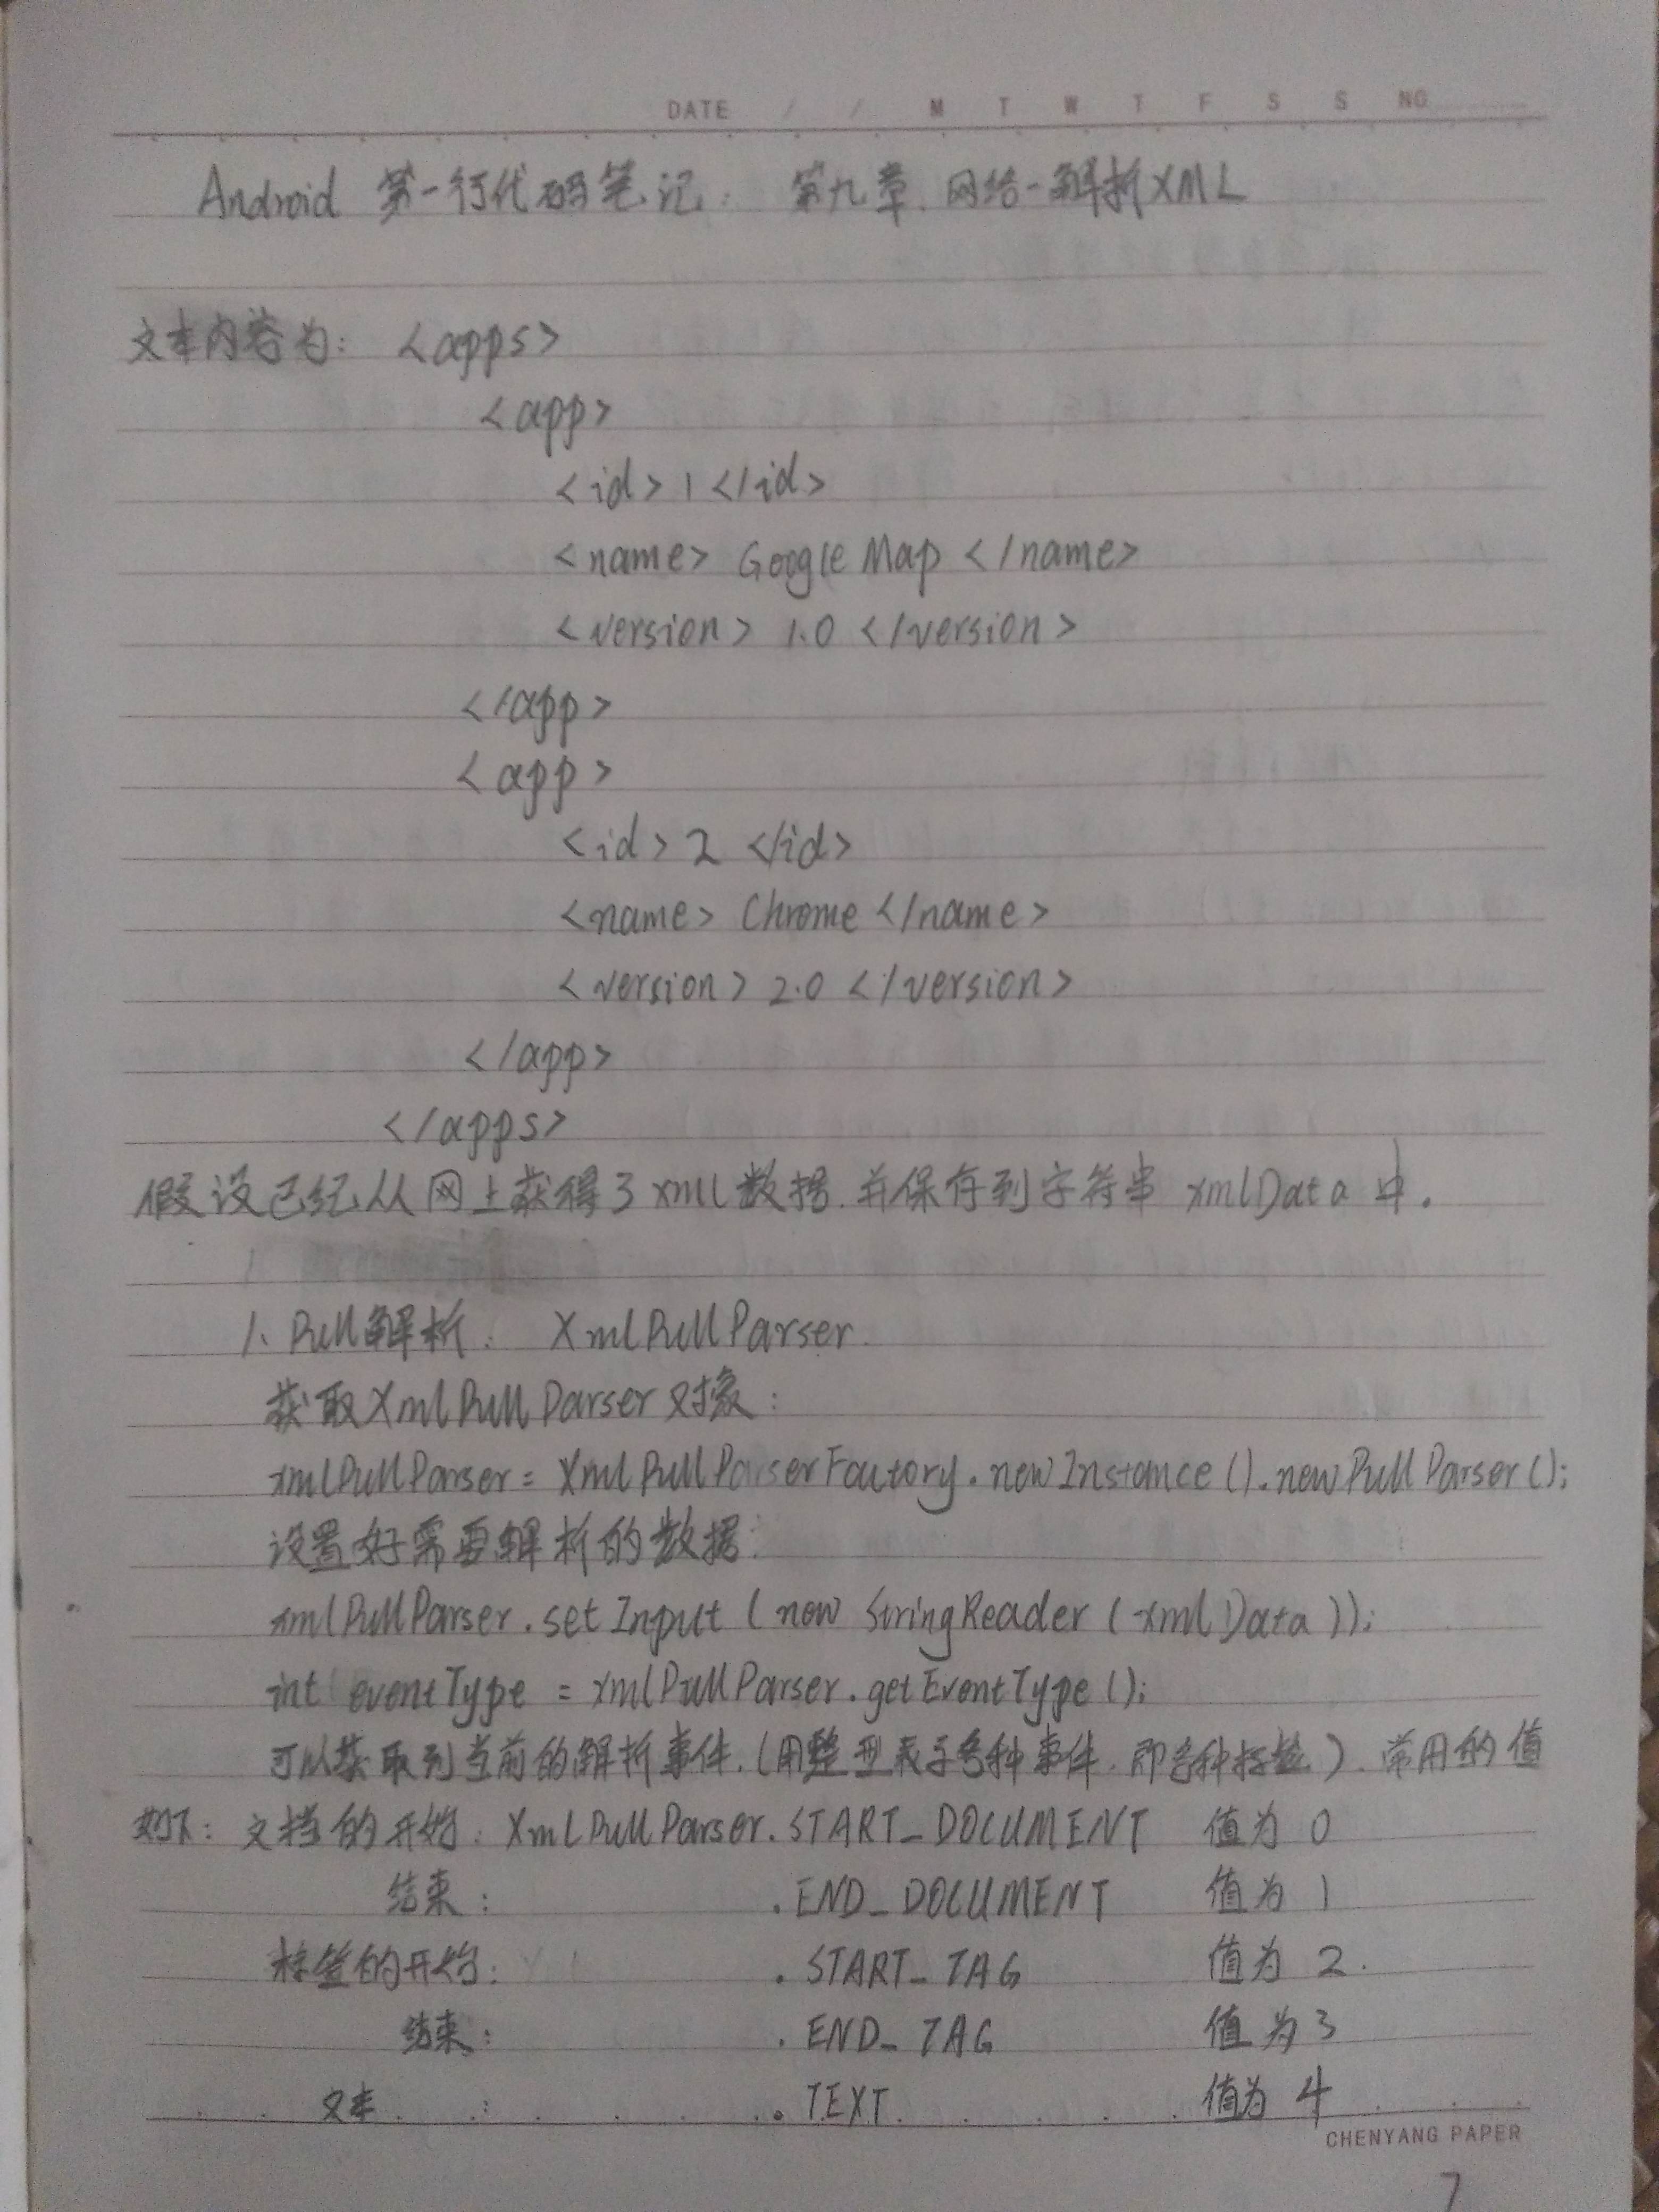 DATE / / M T W T F S S NO.
Android 第一行代码笔记: 第九章.网络-解析XML
文本内容为: <apps>
<app>
<id>1</id>
<name> Google Map </name>
<version> 1.0 </version>
</app>
<app>
<id>2 </id>
<name> Chrome </name>
<version> 2.0 </version>
</app>
</apps>
假设已经从网上获得了xml数据.并保存到字符串 xmlData 中.
1、Pull解析: XmlPullParser.
获取XmlPullParser对象:
xmlPullParser = XmlPullParserFactory.newInstance().newPullParser();
设置好需要解析的数据:
xmlPullParser.setInput (new StringReader (xmlData));
int eventType = xmlPullParser.getEventType();
可以获取到当前的解析事件.(用整型表示各种事件.即各种标签).常用的值
如下: 文档的开始: XmlPullParser.START_DOCUMENT 值为 0
结束: .END_DOCUMENT 值为 1
标签的开始: .START_TAG 值为 2.
结束: .END_TAG 值为3
文本 : .TEXT 值为 4
CHENYANG PAPER
7